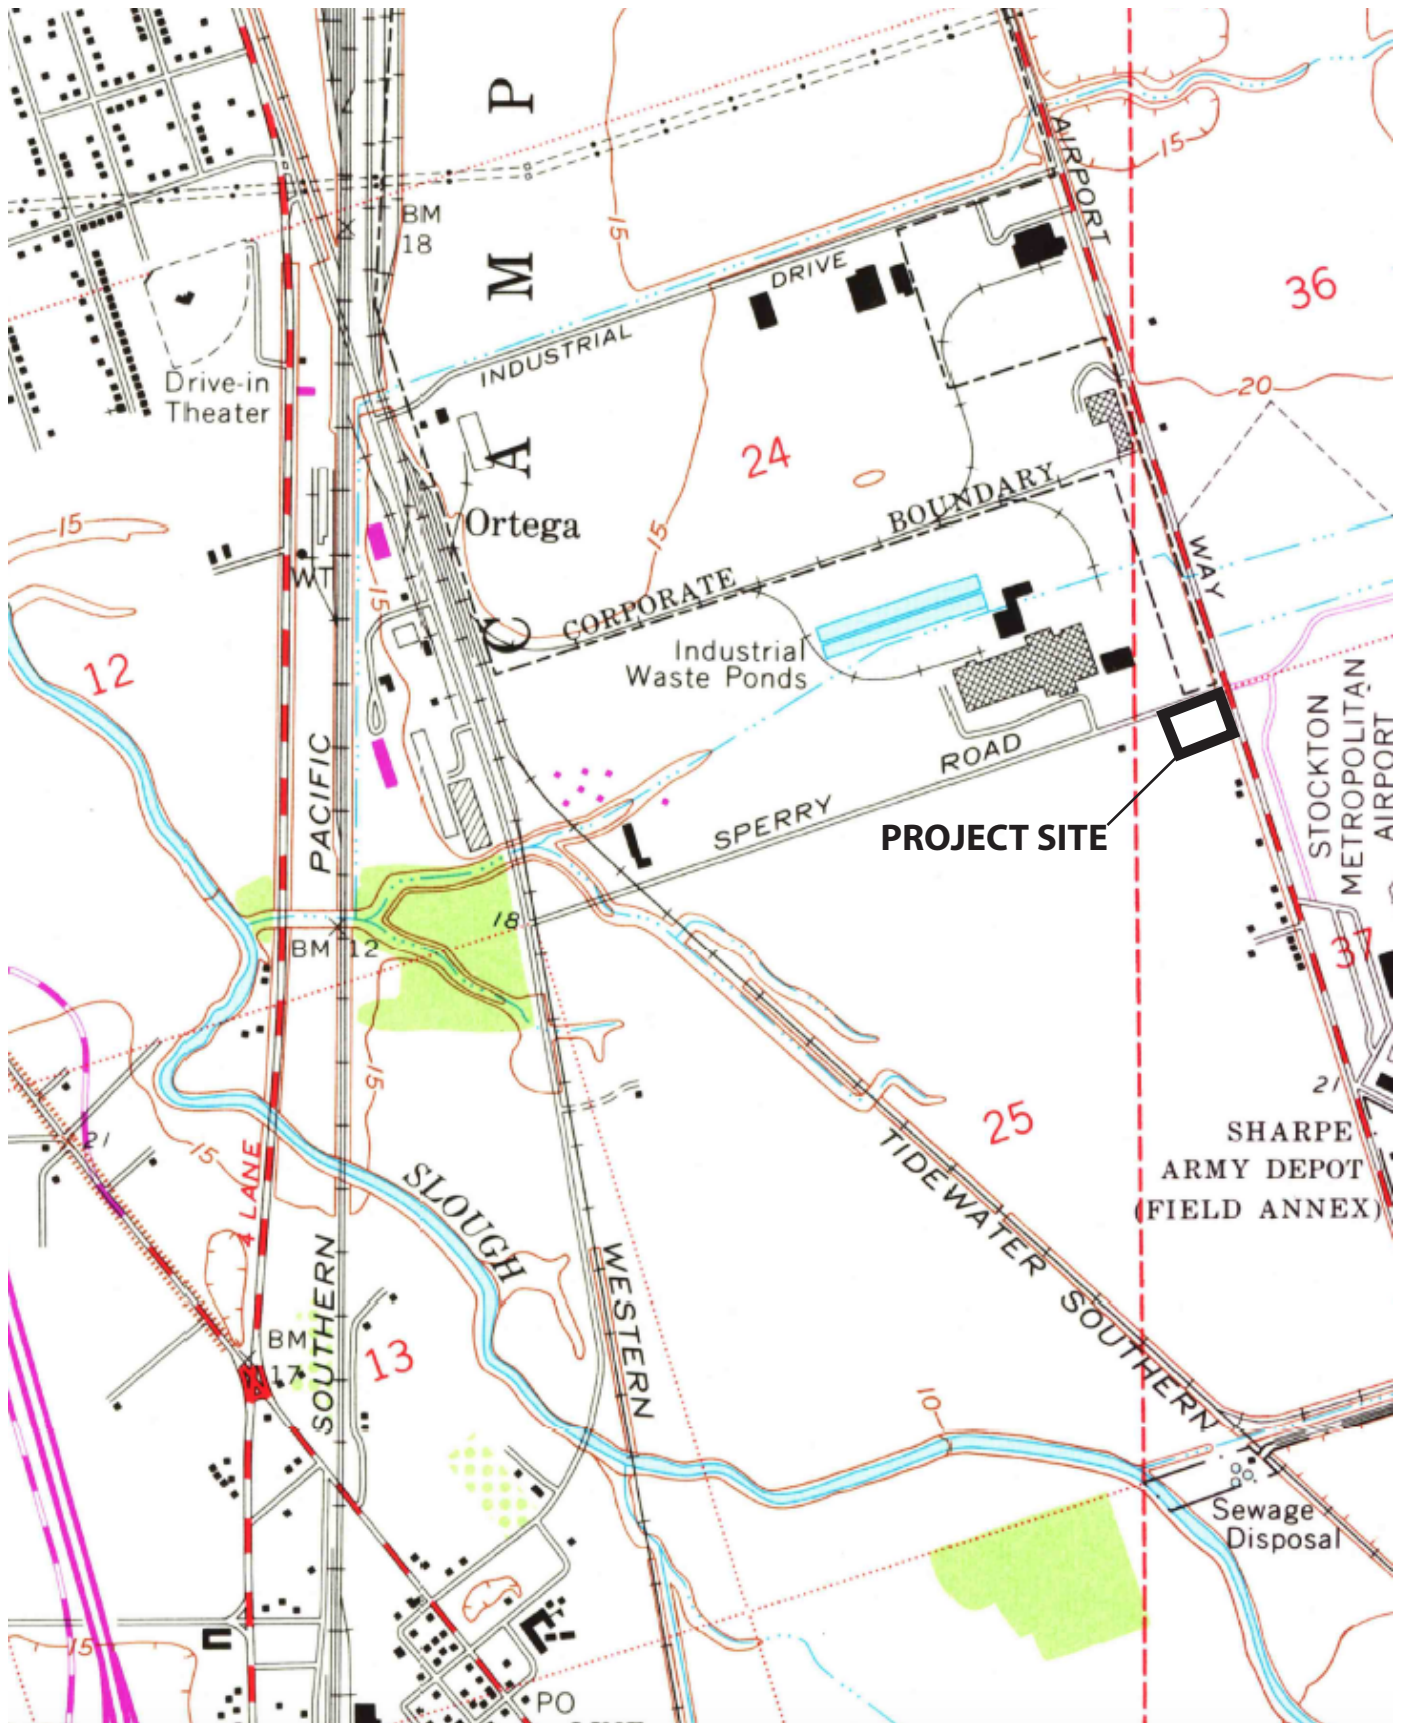 P
M
A
C
BM
18
15
AIRPORT
15
DRIVE
INDUSTRIAL
36
Drive-in
Theater
20
24
BOUNDARY
15
Ortega
15
WT
WAY
CORPORATE
15
12
Industrial
Waste Ponds
STOCKTON
METROPOLITAN
AIRPORT
PACIFIC
ROAD
SPERRY
PROJECT SITE
18
BM 12
37
15
21
21
15
4 LANE
25
SHARPE
ARMY DEPOT
(FIELD ANNEX)
SLOUGH
TIDEWATER
SOUTHERN
SOUTHERN
WESTERN
BM
17
13
10
Sewage
Disposal
15
PO